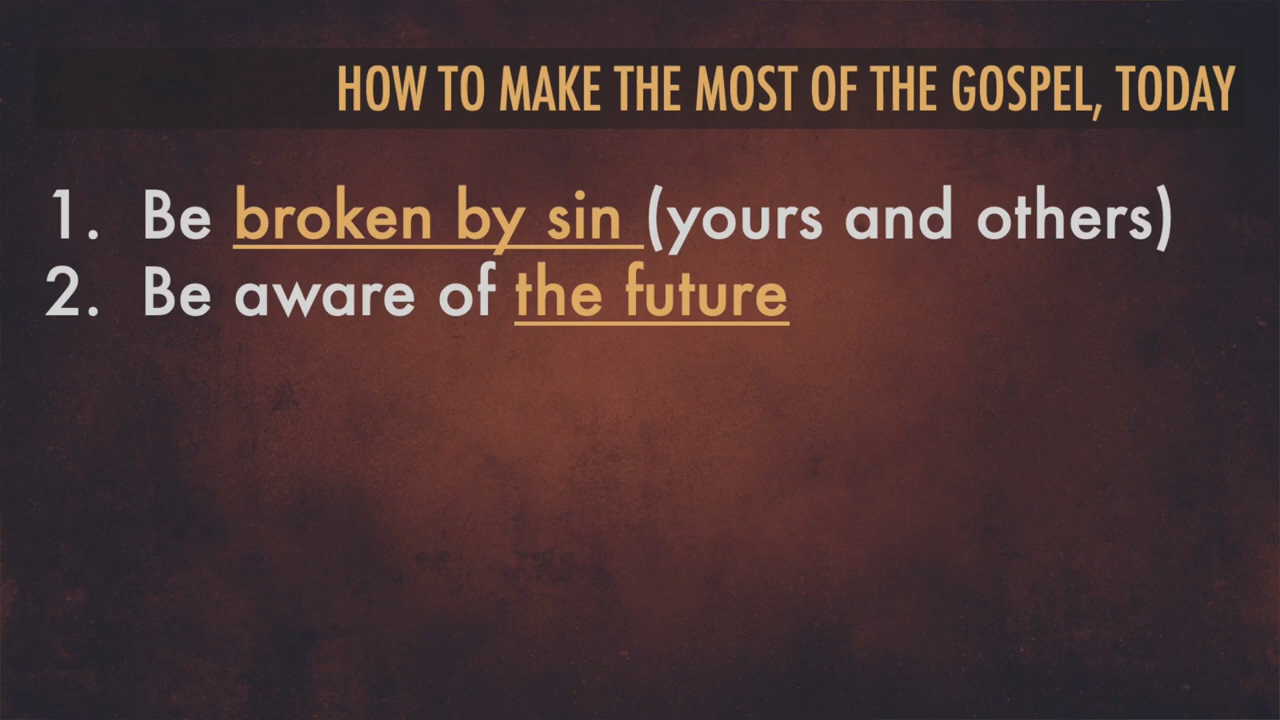 HOW TO MAKE THE MOST OF THE GOSPEL, TODAY
1. Be broken by sin (yours and others)
2. Be aware of the future